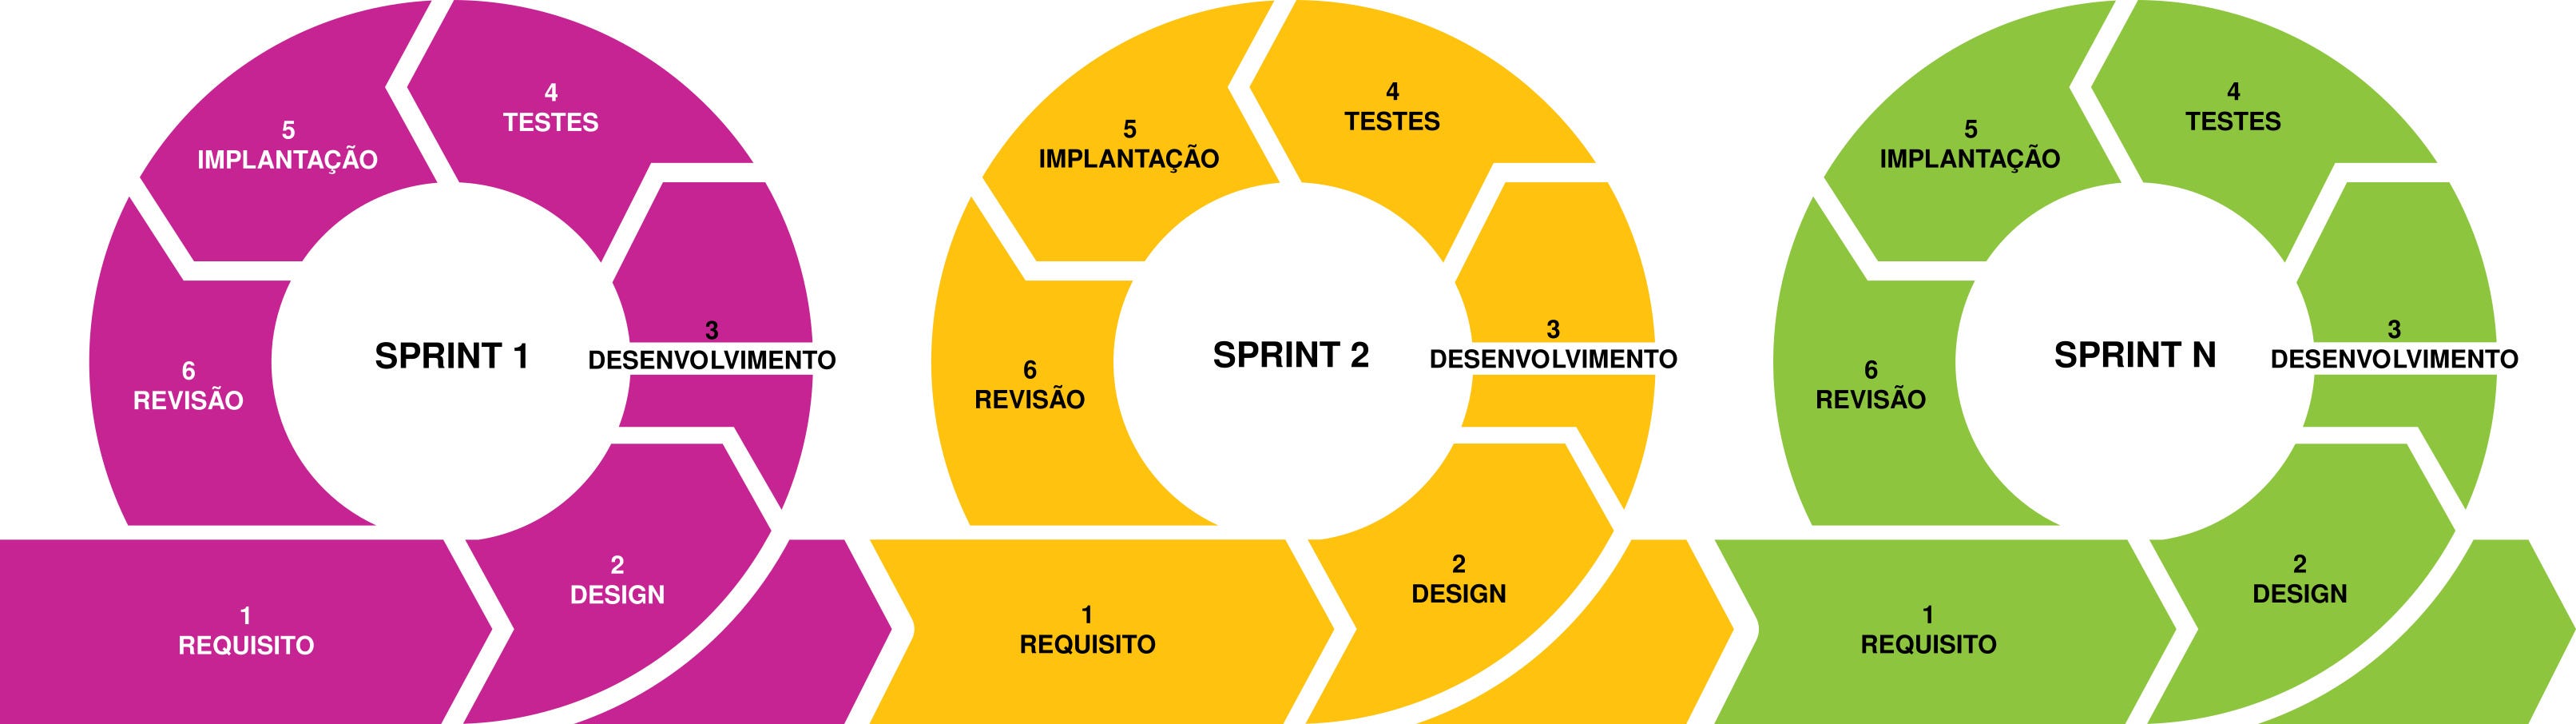 SPRINT 1
1
REQUISITO
2
DESIGN
3
DESENVOLVIMENTO
4
TESTES
5
IMPLANTAÇÃO
6
REVISÃO
SPRINT 2
1
REQUISITO
2
DESIGN
3
DESENVOLVIMENTO
4
TESTES
5
IMPLANTAÇÃO
6
REVISÃO
SPRINT N
1
REQUISITO
2
DESIGN
3
DESENVOLVIMENTO
4
TESTES
5
IMPLANTAÇÃO
6
REVISÃO